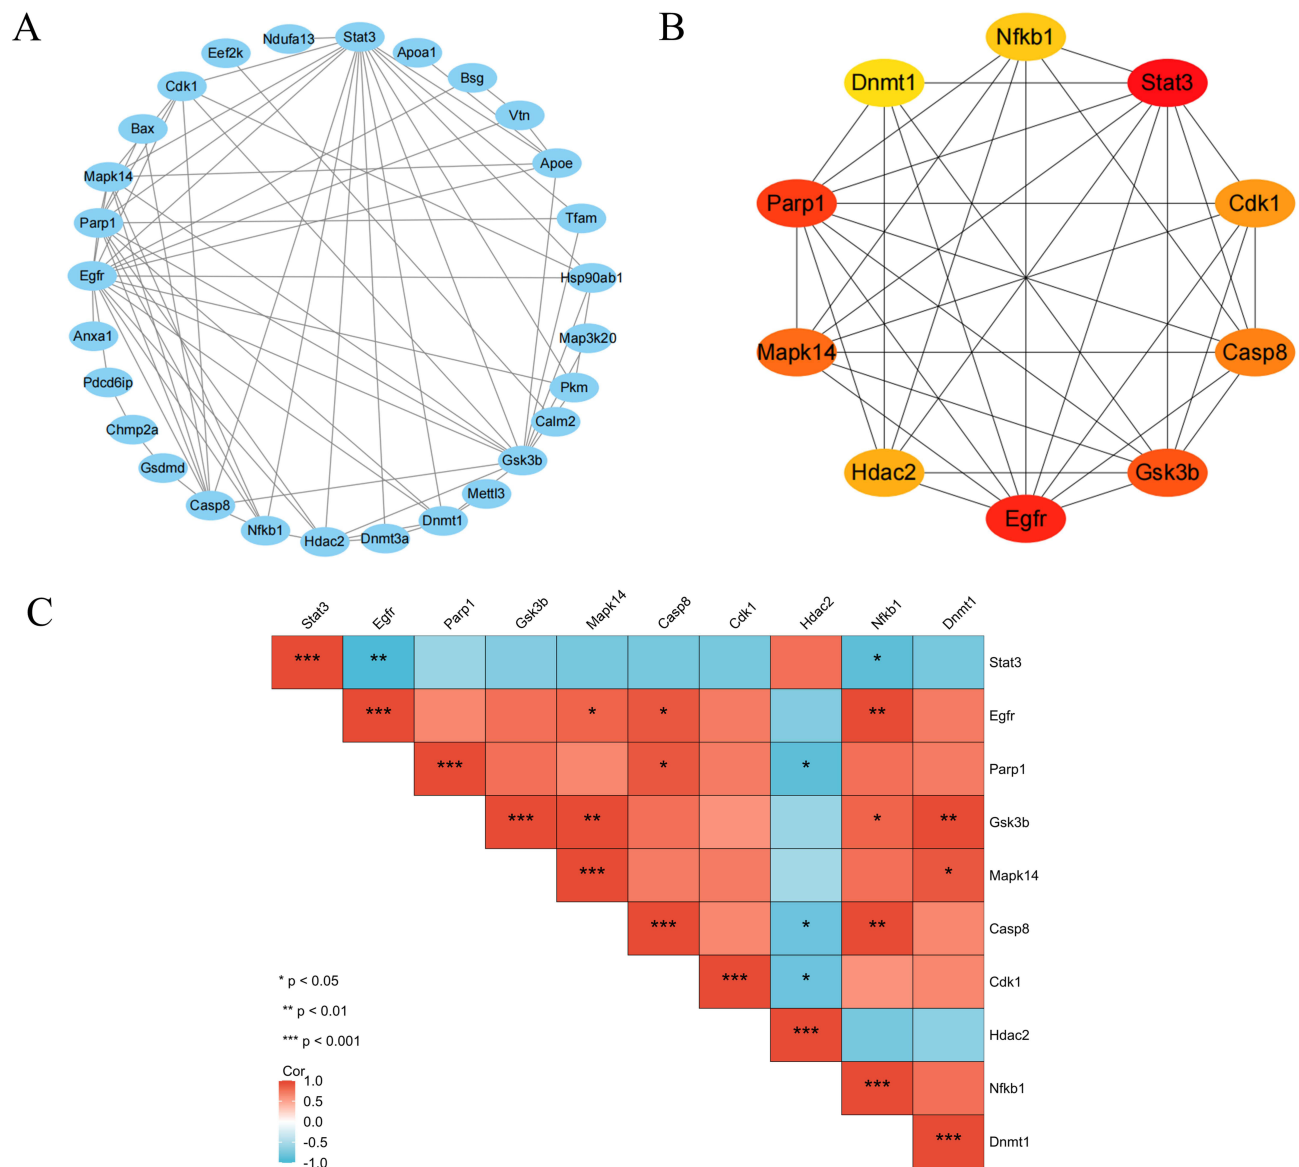 A
Ndufa13
Stat3
Apoa1
Eef2k
Bsg
Cdk1
Vtn
Bax
Apoe
Mapk14
Parp1
Tfam
Egfr
Hsp90ab1
Anxa1
Map3k20
Pdcd6ip
Pkm
Chmp2a
Calm2
Gsdmd
Gsk3b
Casp8
Mettl3
Nfkb1
Dnmt1
Hdac2
Dnmt3a
B
Nfkb1
Dnmt1
Stat3
Parp1
Cdk1
Mapk14
Casp8
Hdac2
Gsk3b
Egfr
C
Stat3 Egfr Parp1 Gsk3b Mapk14 Casp8 Cdk1 Hdac2 Nfkb1 Dnmt1
*** ** * Stat3
*** * * ** Egfr
*** * * Parp1
*** ** * ** Gsk3b
*** * Mapk14
*** * ** Casp8
*** * Cdk1
*** Hdac2
*** Nfkb1
*** Dnmt1
* p < 0.05
** p < 0.01
*** p < 0.001
Cor
1.0
0.5
0.0
-0.5
-1.0